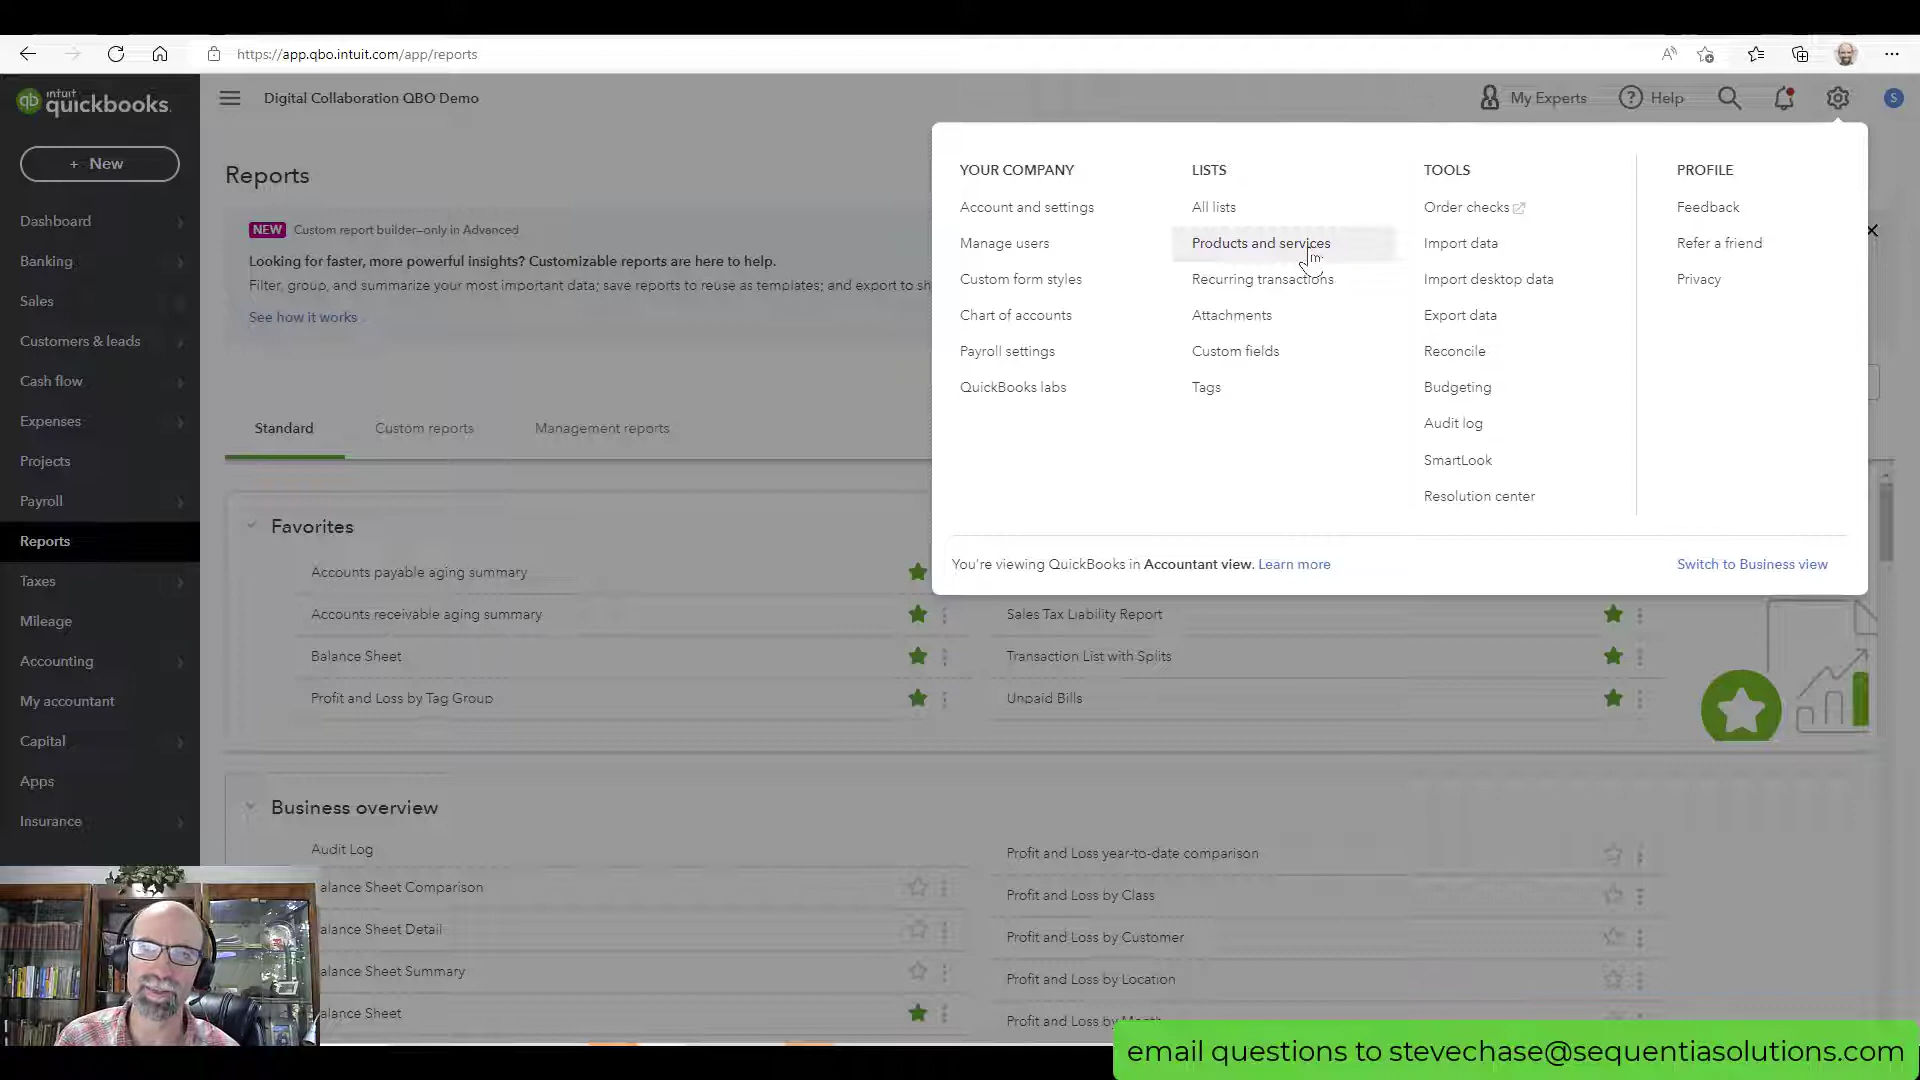 https://app.qbo.intuit.com/app/reports
intuit
quickbooks.
Digital Collaboration QBO Demo
My Experts
Help
S
+ New
Dashboard
Banking
Sales
Customers & leads
Cash flow
Expenses
Projects
Payroll
Reports
Taxes
Mileage
Accounting
My accountant
Capital
Apps
Insurance
Reports
NEW Custom report builder—only in Advanced
Looking for faster, more powerful insights? Customizable reports are here to help.
Filter, group, and summarize your most important data; save reports to reuse as templates; and export to
See how it works
Standard
Custom reports
Management reports
YOUR COMPANY
Account and settings
Manage users
Custom form styles
Chart of accounts
Payroll settings
QuickBooks labs
LISTS
All lists
Products and services
Recurring transactions
Attachments
Custom fields
Tags
TOOLS
Order checks
Import data
Import desktop data
Export data
Reconcile
Budgeting
Audit log
SmartLook
Resolution center
PROFILE
Feedback
Refer a friend
Privacy
You're viewing QuickBooks in Accountant view. Learn more
Switch to Business view
Favorites
Accounts payable aging summary
Accounts receivable aging summary
Balance Sheet
Profit and Loss by Tag Group
Sales Tax Liability Report
Transaction List with Splits
Unpaid Bills
Business overview
Audit Log
alance Sheet Comparison
alance Sheet Detail
alance Sheet Summary
alance Sheet
Profit and Loss year-to-date comparison
Profit and Loss by Class
Profit and Loss by Customer
Profit and Loss by Location
Profit and Loss by Month
email questions to stevechase@sequentiasolutions.com